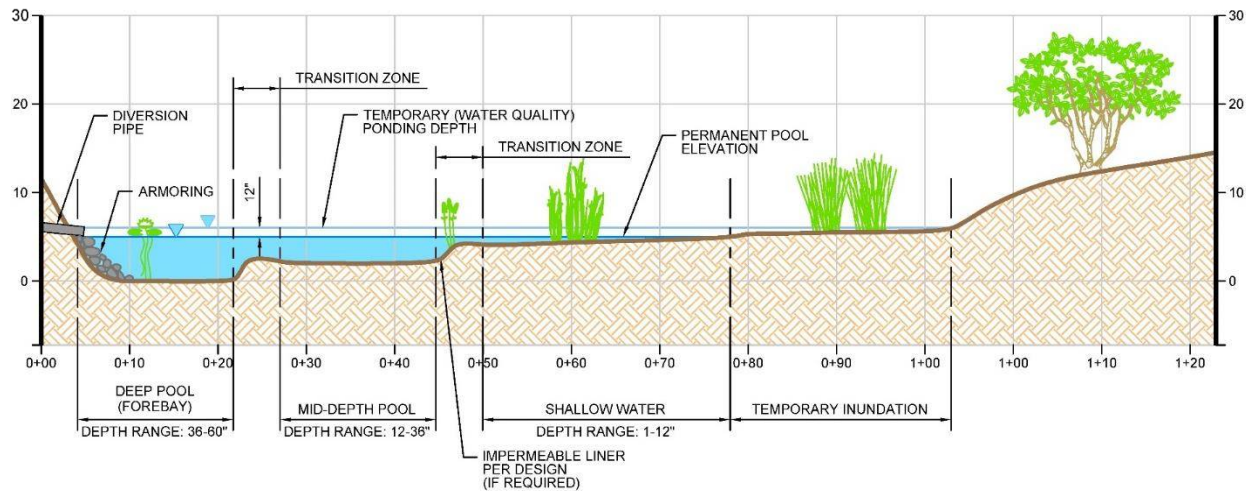 30
30
TRANSITION ZONE
20
20
DIVERSION
PIPE
TEMPORARY (WATER QUALITY)
PONDING DEPTH
PERMANENT POOL
ELEVATION
TRANSITION ZONE
ARMORING
12"
10
10
0
0
0+00
0+10
0+20
0+30
0+40
0+50
0+60
0+70
0+80
0+90
1+00
1+00
1+10
1+20
DEEP POOL
(FOREBAY)
DEPTH RANGE: 36-60"
MID-DEPTH POOL
DEPTH RANGE: 12-36"
SHALLOW WATER
DEPTH RANGE: 1-12"
TEMPORARY INUNDATION
IMPERMEABLE LINER
PER DESIGN
(IF REQUIRED)